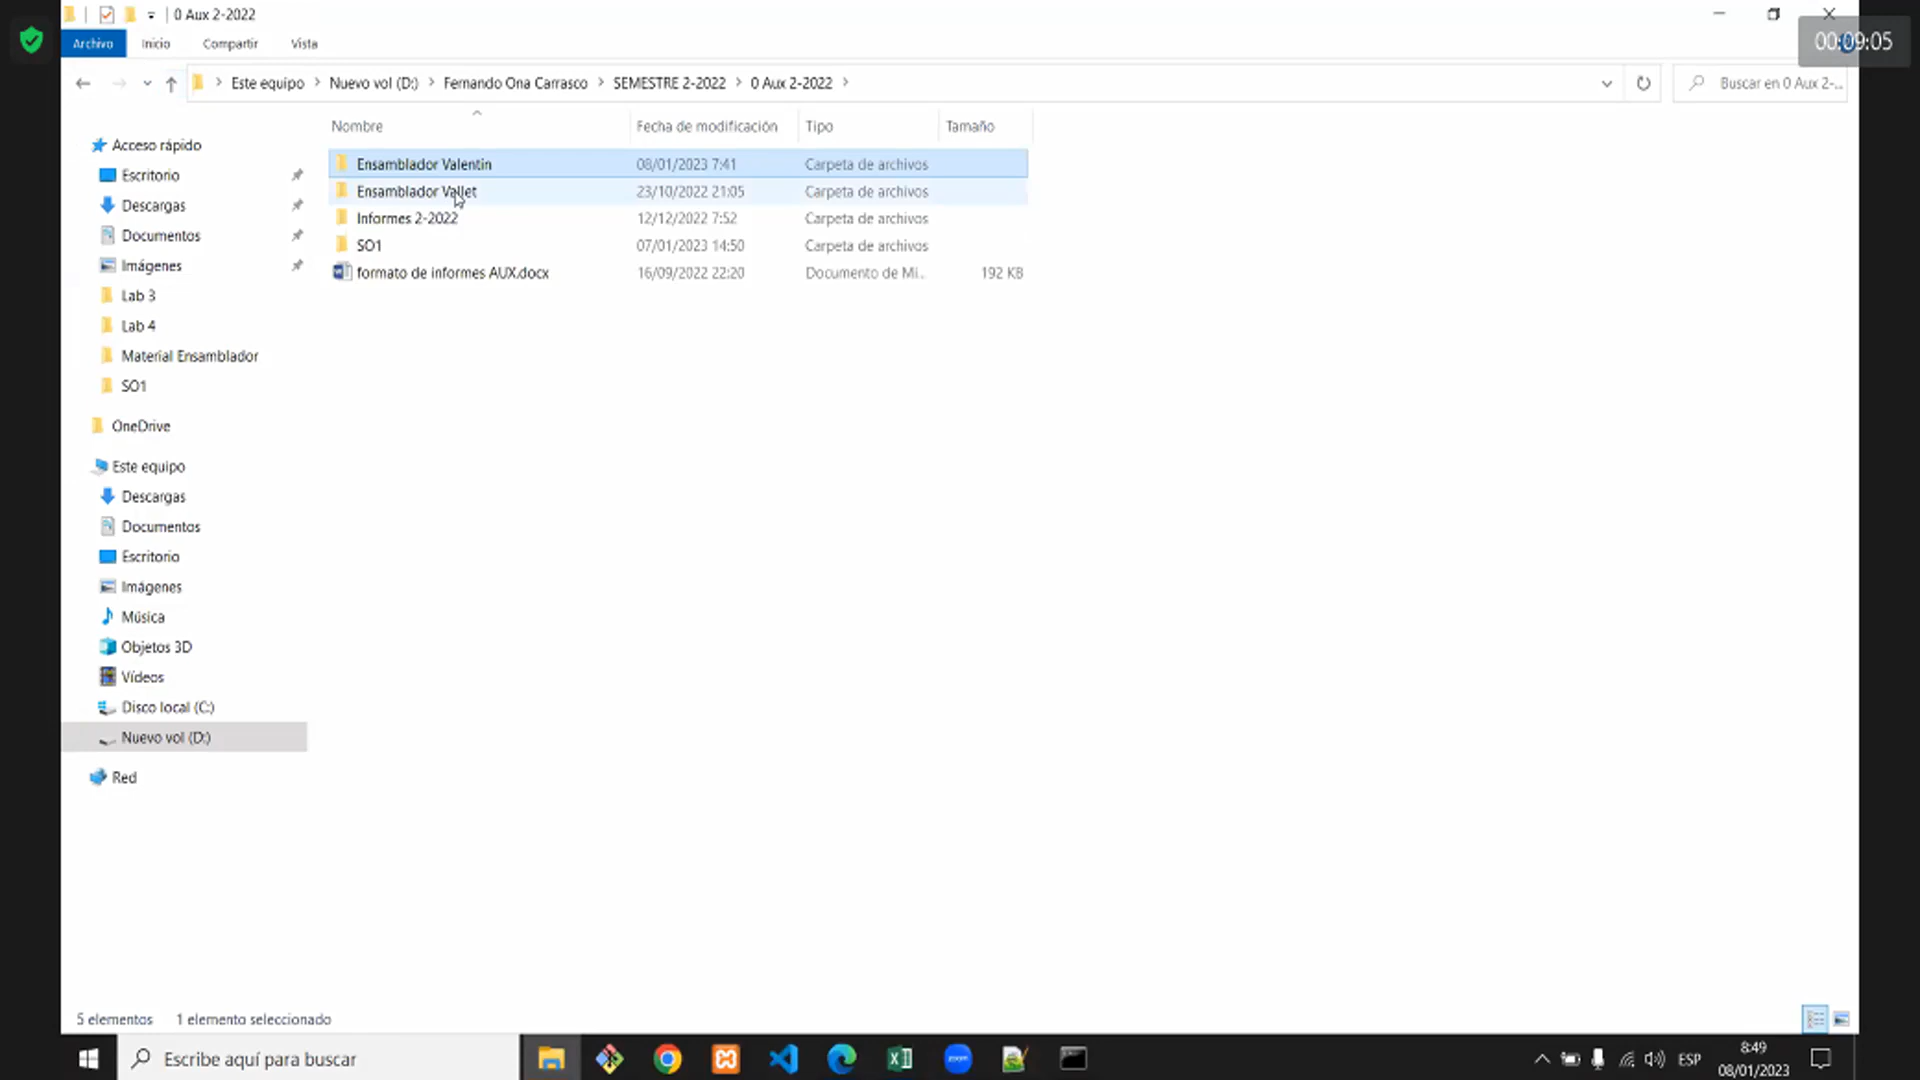 0 Aux 2-2022
00:09:05
Archivo Inicio Compartir Vista
Este equipo > Nuevo vol (D:) > Fernando Ona Carrasco > SEMESTRE 2-2022 > 0 Aux 2-2022 >
Buscar en 0 Aux 2-...
Nombre Fecha de modificación Tipo Tamaño
Ensamblador Valentin 08/01/2023 7:41 Carpeta de archivos
Ensamblador Vallet 23/10/2022 21:05 Carpeta de archivos
Informes 2-2022 12/12/2022 7:52 Carpeta de archivos
SO1 07/01/2023 14:50 Carpeta de archivos
formato de informes AUX.docx 16/09/2022 22:20 Documento de Mi... 192 KB
Acceso rápido
Escritorio
Descargas
Documentos
Imágenes
Lab 3
Lab 4
Material Ensamblador
SO1
OneDrive
Este equipo
Descargas
Documentos
Escritorio
Imágenes
Música
Objetos 3D
Vídeos
Disco local (C:)
Nuevo vol (D:)
Red
5 elementos 1 elemento seleccionado
Escribe aquí para buscar
zoom
ESP
8:49
08/01/2023